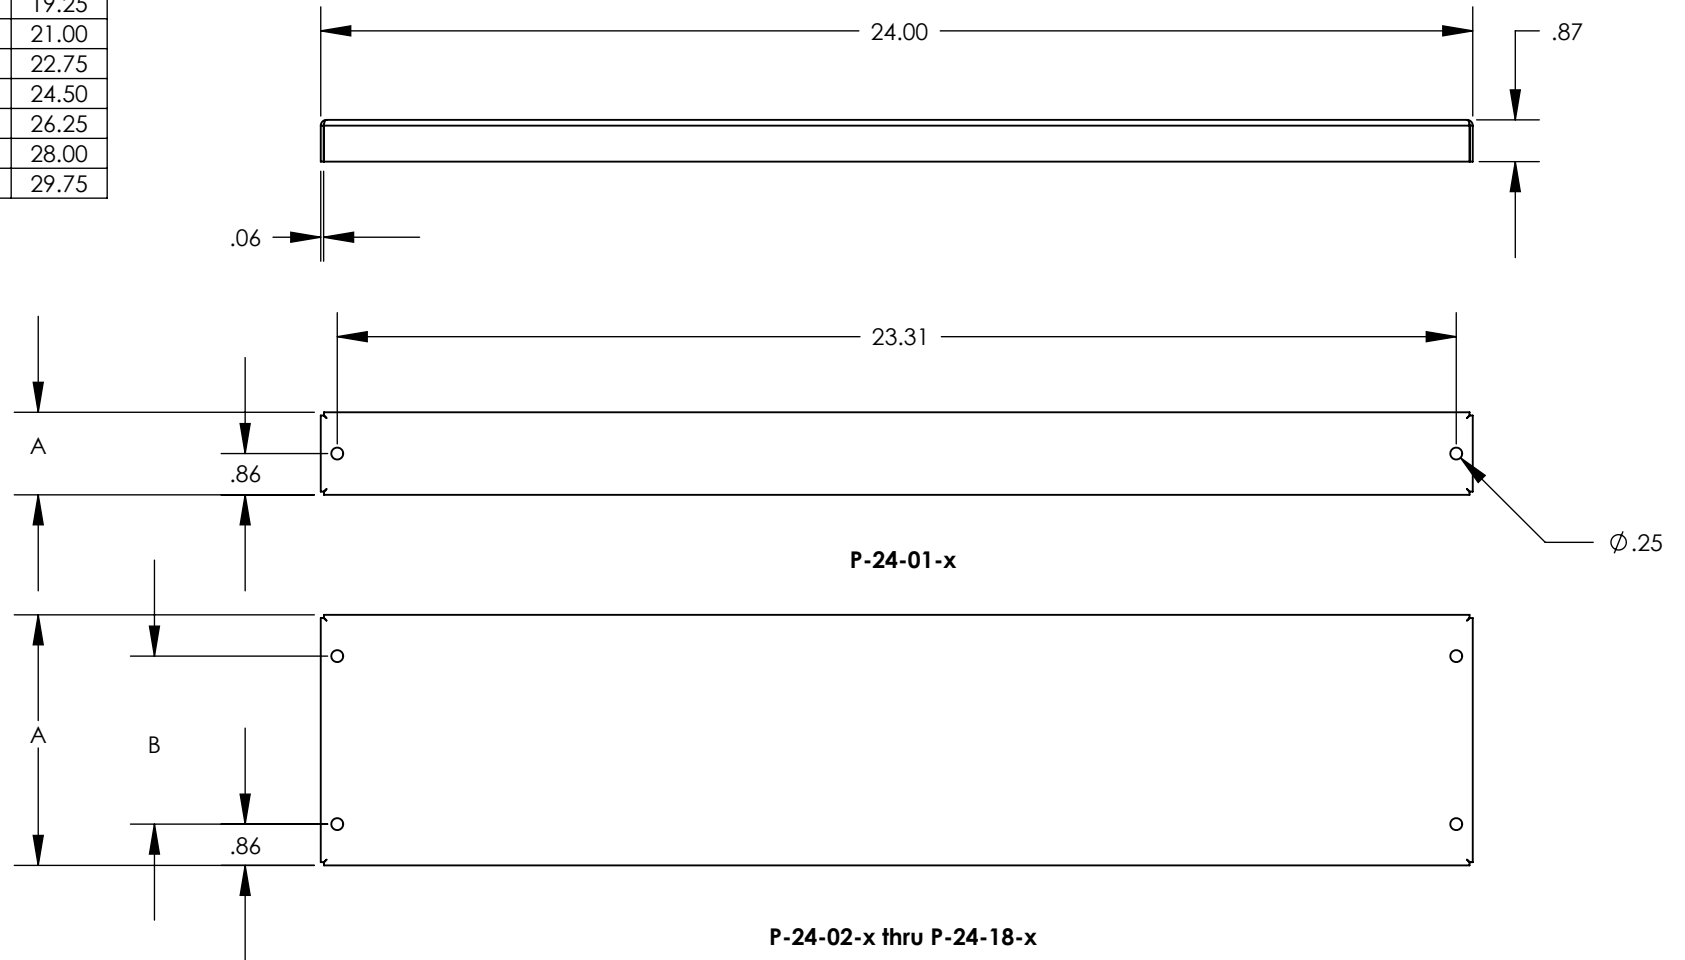 19.25
21.00
22.75
24.50
26.25
28.00
29.75
24.00
.87
.06
23.31
A
.86
Ø.25
P-24-01-x
A
B
.86
P-24-02-x thru P-24-18-x